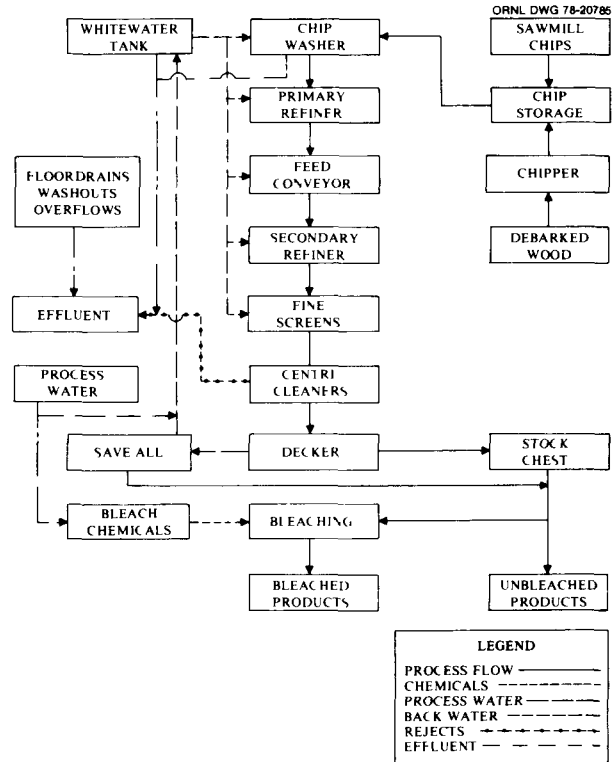 ORNL DWG 78-20785
WHITEWATER
TANK
CHIP
WASHER
SAWMILL
CHIPS
PRIMARY
REFINER
CHIP
STORAGE
FLOORDRAINS
WASHOUTS
OVERFLOWS
FEED
CONVEYOR
CHIPPER
SECONDARY
REFINER
DEBARKED
WOOD
EFFLUENT
FINE
SCREENS
PROCESS
WATER
CENTRI
CLEANERS
SAVE ALL
DECKER
STOCK
CHEST
BLEACH
CHEMICALS
BLEACHING
BLEACHED
PRODUCTS
UNBLEACHED
PRODUCTS
LEGEND
PROCESS FLOW
CHEMICALS
PROCESS WATER
BACK WATER
REJECTS
EFFLUENT